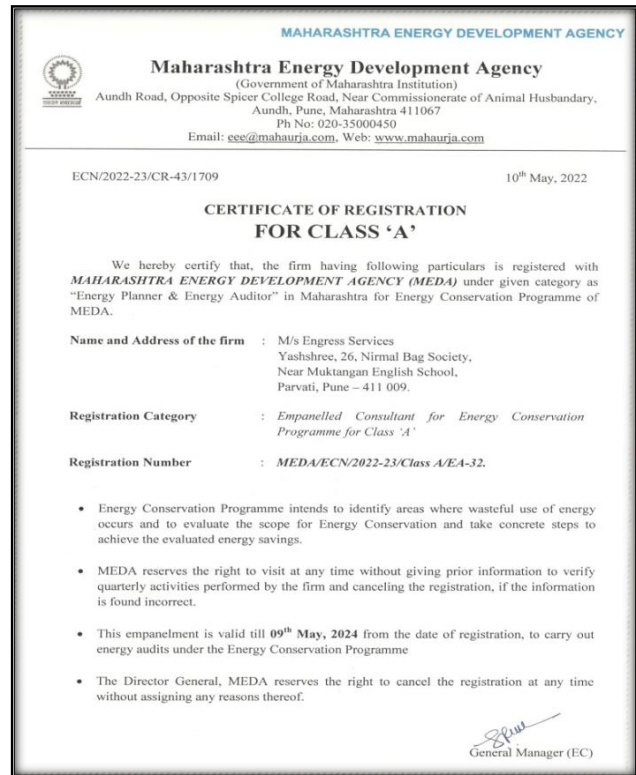 MAHARASHTRA ENERGY DEVELOPMENT AGENCY
Maharashtra Energy Development Agency
(Government of Maharashtra Institution)
Aundh Road, Opposite Spicer College Road, Near Commissionerate of Animal Husbandary,
Aundh, Pune, Maharashtra 411067
Ph No: 020-35000450
Email: eee@mahaurja.com, Web: www.mahaurja.com
ECN/2022-23/CR-43/1709 10th May, 2022
CERTIFICATE OF REGISTRATION
FOR CLASS ‘A’
We hereby certify that, the firm having following particulars is registered with
MAHARASHTRA ENERGY DEVELOPMENT AGENCY (MEDA) under given category as
“Energy Planner & Energy Auditor” in Maharashtra for Energy Conservation Programme of
MEDA.
Name and Address of the firm : M/s Engress Services
Yashshree, 26, Nirmal Bag Society,
Near Muktangan English School,
Parvati, Pune – 411 009.
Registration Category : Empanelled Consultant for Energy Conservation
Programme for Class ‘A’
Registration Number : MEDA/ECN/2022-23/Class A/EA-32.
• Energy Conservation Programme intends to identify areas where wasteful use of energy
occurs and to evaluate the scope for Energy Conservation and take concrete steps to
achieve the evaluated energy savings.
• MEDA reserves the right to visit at any time without giving prior information to verify
quarterly activities performed by the firm and canceling the registration, if the information
is found incorrect.
• This empanelment is valid till 09th May, 2024 from the date of registration, to carry out
energy audits under the Energy Conservation Programme
• The Director General, MEDA reserves the right to cancel the registration at any time
without assigning any reasons thereof.
General Manager (EC)